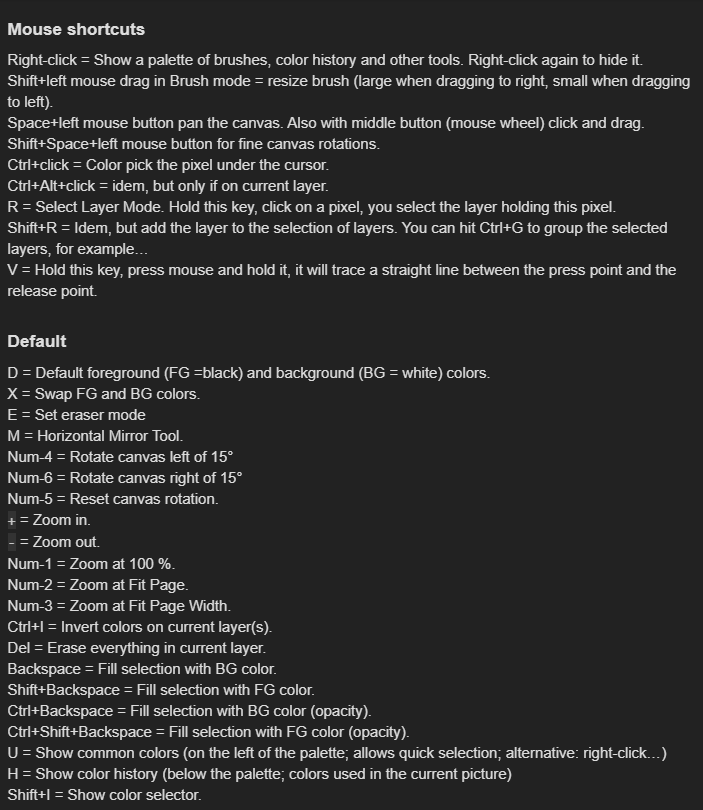 Mouse shortcuts
Right-click = Show a palette of brushes, color history and other tools. Right-click again to hide it.
Shift+left mouse drag in Brush mode = resize brush (large when dragging to right, small when dragging
to left).
Space+left mouse button pan the canvas. Also with middle button (mouse wheel) click and drag.
Shift+Space+left mouse button for fine canvas rotations.
Ctrl+click = Color pick the pixel under the cursor.
Ctrl+Alt+click = idem, but only if on current layer.
R = Select Layer Mode. Hold this key, click on a pixel, you select the layer holding this pixel.
Shift+R = Idem, but add the layer to the selection of layers. You can hit Ctrl+G to group the selected
layers, for example…
V = Hold this key, press mouse and hold it, it will trace a straight line between the press point and the
release point.
Default
D = Default foreground (FG =black) and background (BG = white) colors.
X = Swap FG and BG colors.
E = Set eraser mode
M = Horizontal Mirror Tool.
Num-4 = Rotate canvas left of 15°
Num-6 = Rotate canvas right of 15°
Num-5 = Reset canvas rotation.
+ = Zoom in.
- = Zoom out.
Num-1 = Zoom at 100 %.
Num-2 = Zoom at Fit Page.
Num-3 = Zoom at Fit Page Width.
Ctrl+I = Invert colors on current layer(s).
Del = Erase everything in current layer.
Backspace = Fill selection with BG color.
Shift+Backspace = Fill selection with FG color.
Ctrl+Backspace = Fill selection with BG color (opacity).
Ctrl+Shift+Backspace = Fill selection with FG color (opacity).
U = Show common colors (on the left of the palette; allows quick selection; alternative: right-click…)
H = Show color history (below the palette; colors used in the current picture)
Shift+I = Show color selector.